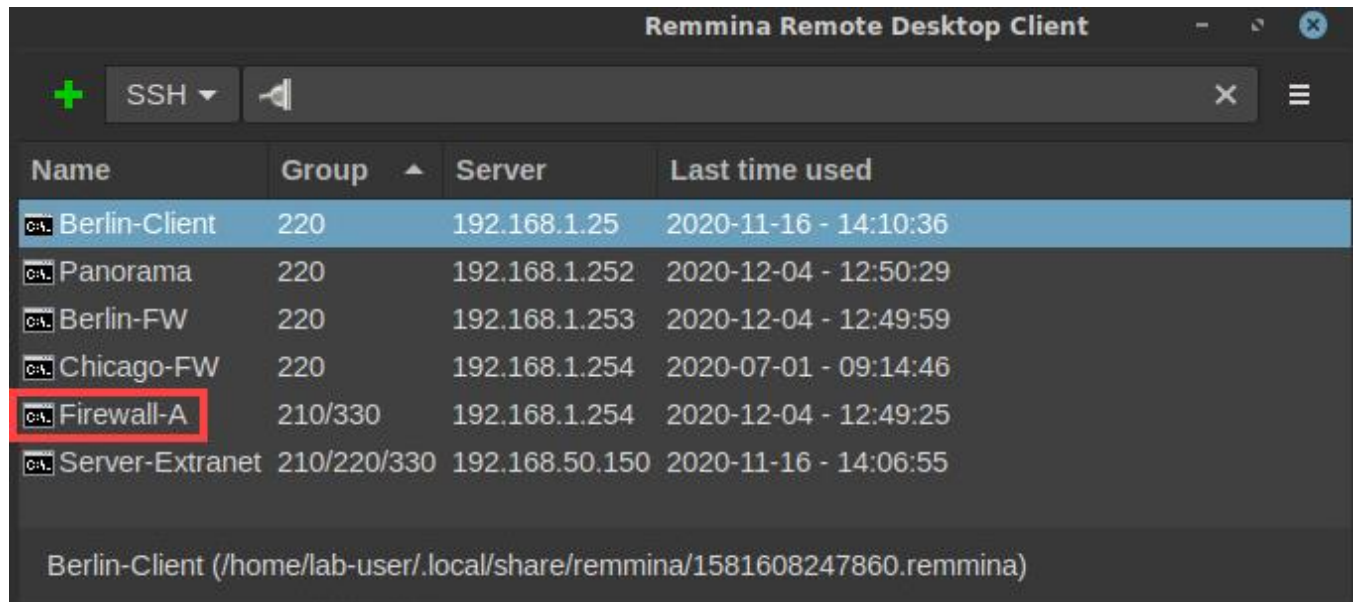 Remmina Remote Desktop Client
SSH
Name Group Server Last time used
Berlin-Client 220 192.168.1.25 2020-11-16 - 14:10:36
Panorama 220 192.168.1.252 2020-12-04 - 12:50:29
Berlin-FW 220 192.168.1.253 2020-12-04 - 12:49:59
Chicago-FW 220 192.168.1.254 2020-07-01 - 09:14:46
Firewall-A 210/330 192.168.1.254 2020-12-04 - 12:49:25
Server-Extranet 210/220/330 192.168.50.150 2020-11-16 - 14:06:55
Berlin-Client (/home/lab-user/.local/share/remmina/1581608247860.remmina)